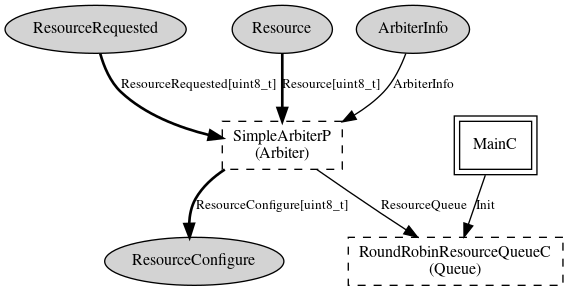 ResourceRequested
Resource
ArbiterInfo
ResourceRequested[uint8_t]
Resource[uint8_t]
ArbiterInfo
SimpleArbiterP
(Arbiter)
MainC
ResourceConfigure[uint8_t]
ResourceQueue
Init
ResourceConfigure
RoundRobinResourceQueueC
(Queue)